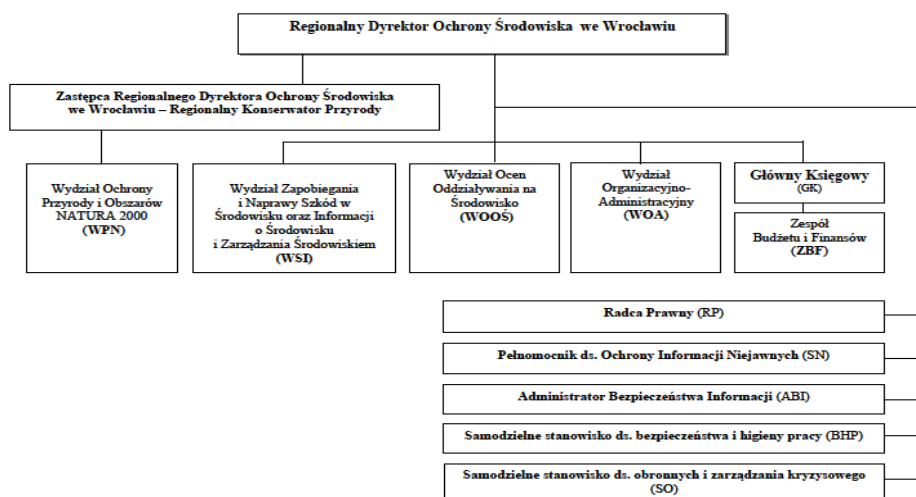 Regionalny Dyrektor Ochrony Środowiska we Wrocławiu
Zastępca Regionalnego Dyrektora Ochrony Środowiska
we Wrocławiu – Regionalny Konserwator Przyrody
Wydział Ochrony
Przyrody i Obszarów
NATURA 2000
(WPN)
Wydział Zapobiegania
i Naprawy Szkód w
Środowisku oraz Informacji
o Środowisku
i Zarządzania Środowiskiem
(WSI)
Wydział Ocen
Oddziaływania na
Środowisko
(WOOŚ)
Wydział
Organizacyjno-
Administracyjny
(WOA)
Główny Księgowy
(GK)
Zespół
Budżetu i Finansów
(ZBF)
Radca Prawny (RP)
Pełnomocnik ds. Ochrony Informacji Niejawnych (SN)
Administrator Bezpieczeństwa Informacji (ABI)
Samodzielne stanowisko ds. bezpieczeństwa i higieny pracy (BHP)
Samodzielne stanowisko ds. obronnych i zarządzania kryzysowego
(SO)